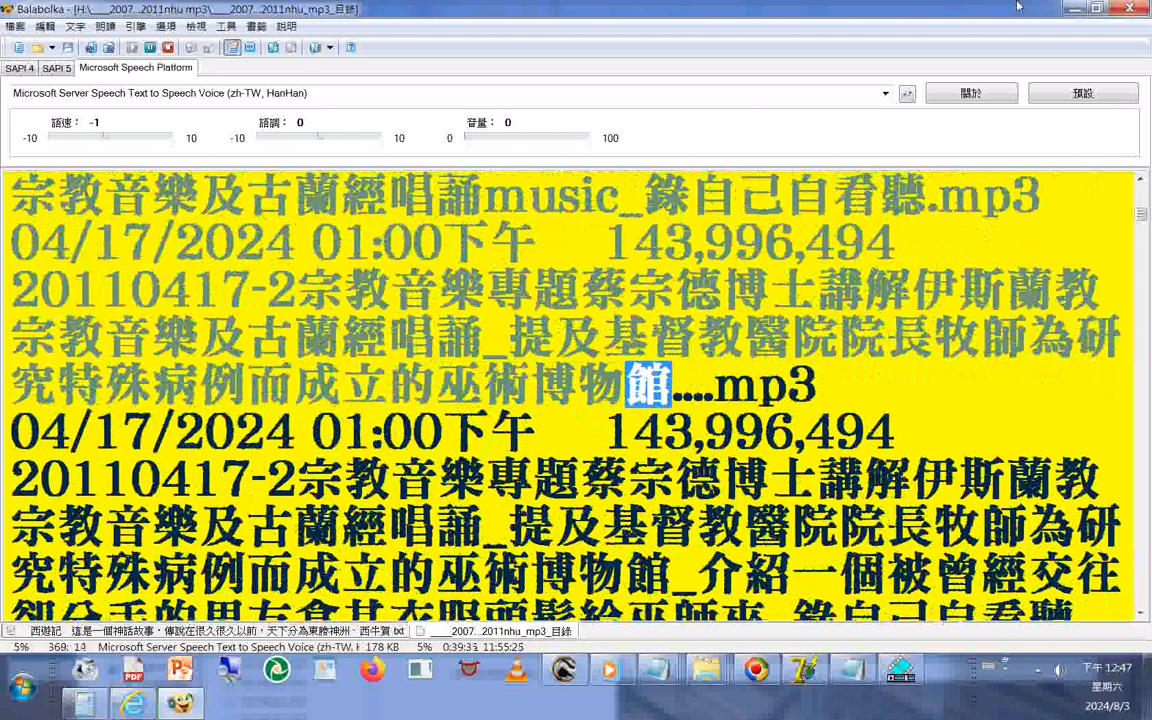 Balabolka - [H:\___2007...2011nhu mp3\___2007...2011nhu_mp3_目錄]
檔案 編輯 文字 朗讀 引擎 選項 檢視 工具 書籤 說明
SAPI 4 SAPI 5 Microsoft Speech Platform
Microsoft Server Speech Text to Speech Voice (zh-TW, HanHan)
關於 預設
語速： -1 語調： 0 音量： 0
-10 10 -10 10 0 100
宗教音樂及古蘭經唱誦music_錄自己自看聽.mp3
04/17/2024 01:00下午 143,996,494
20110417-2宗教音樂專題蔡宗德博士講解伊斯蘭教
宗教音樂及古蘭經唱誦_提及基督教醫院院長牧師為研
究特殊病例而成立的巫術博物館....mp3
04/17/2024 01:00下午 143,996,494
20110417-2宗教音樂專題蔡宗德博士講解伊斯蘭教
宗教音樂及古蘭經唱誦_提及基督教醫院院長牧師為研
究特殊病例而成立的巫術博物館_介紹一個被曾經交往
西遊記 這是一個神話故事，傳說在很久很久以前，天下分為東勝神洲、西牛賀.txt ___2007...2011nhu_mp3_目錄
5% 369: 14 Microsoft Server Speech Text to Speech Voice (zh-TW, 178 KB 5% 0:39:3 11:55:25
下午 12:47
星期六
2024/8/3